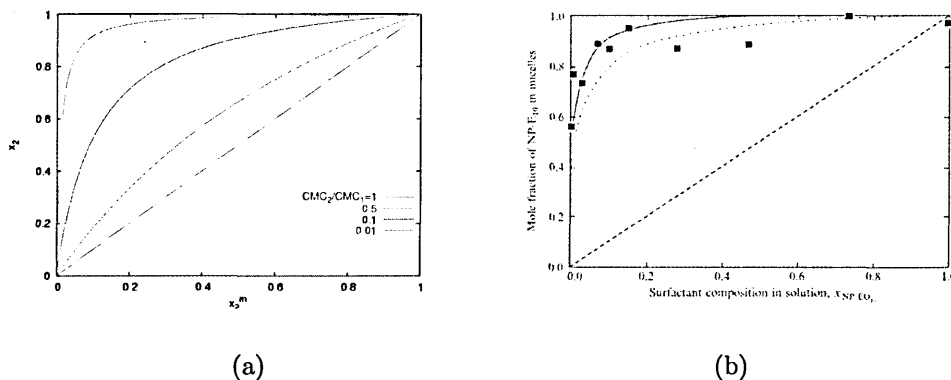 1
0.8
0.6
0.4
0.2
0
x₂
CMC₂/CMC₁=1
0.5
0.1
0.01
0 0.2 0.4 0.6 0.8 1
x₂ᵐ
(a)
1.0
0.8
0.6
0.4
0.2
0.0
Mole fraction of NP-E₁₀ in micelles
0.0 0.2 0.4 0.6 0.8 1.0
Surfactant composition in solution,
(b)